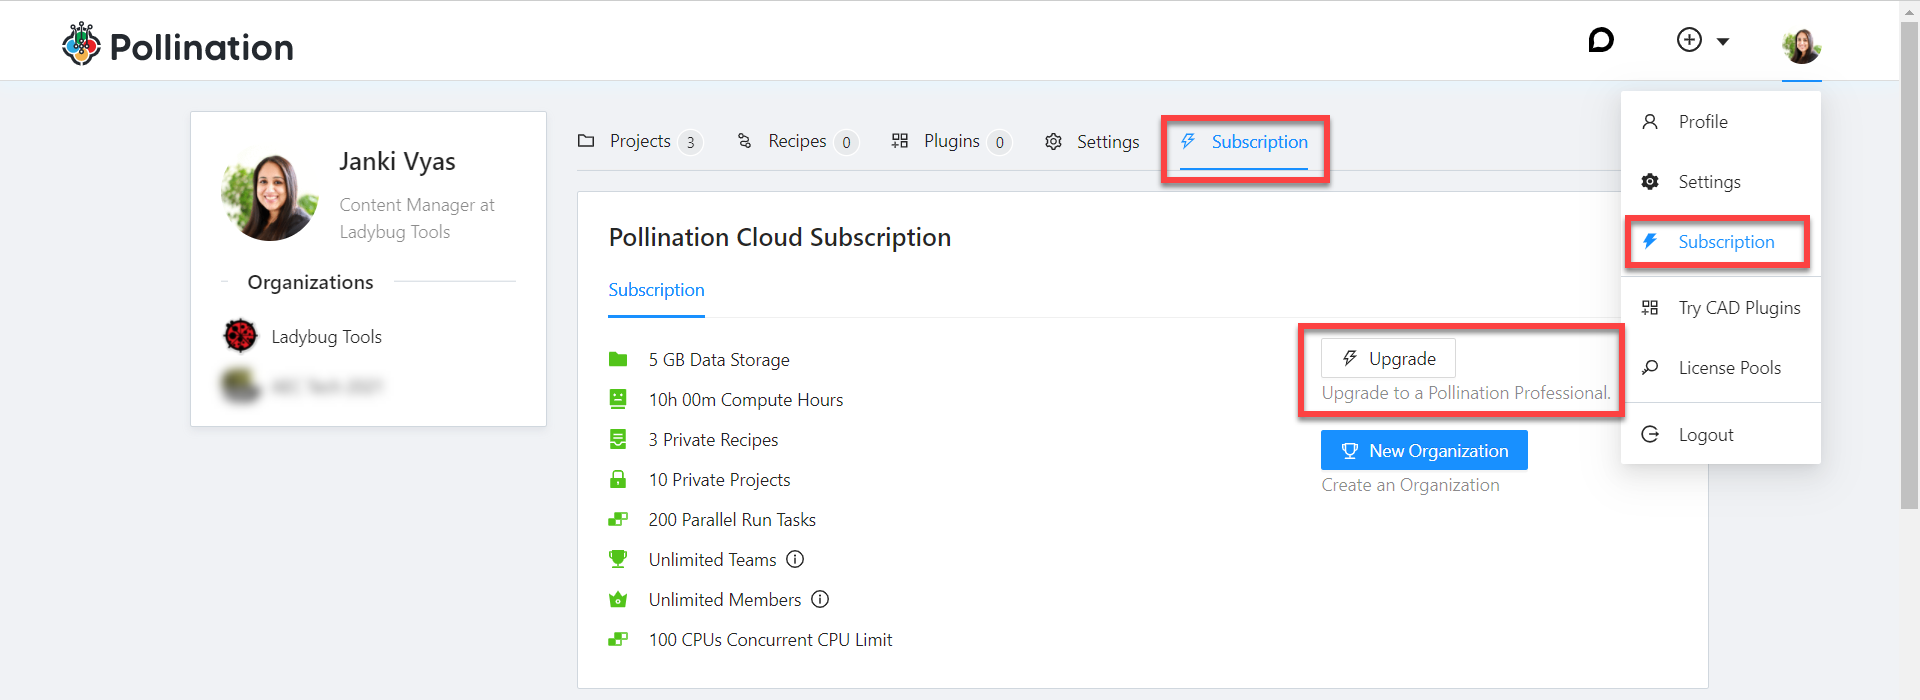 Pollination
Janki Vyas
Content Manager at
Ladybug Tools
Organizations
Ladybug Tools
Projects 3 Recipes 0 Plugins 0 Settings Subscription
Pollination Cloud Subscription
Subscription
5 GB Data Storage
10h 00m Compute Hours
3 Private Recipes
10 Private Projects
200 Parallel Run Tasks
Unlimited Teams
Unlimited Members
100 CPUs Concurrent CPU Limit
Upgrade
Upgrade to a Pollination Professional.
New Organization
Create an Organization
Profile
Settings
Subscription
Try CAD Plugins
License Pools
Logout